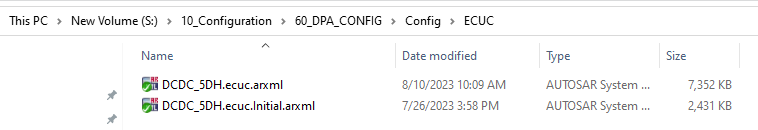 This PC > New Volume (S:) > 10_Configuration > 60_DPA_CONFIG > Config > ECUC
Name Date modified Type Size
DCDC_5DH.ecuc.arxml 8/10/2023 10:09 AM AUTOSAR System ... 7,352 KB
DCDC_5DH.ecuc.Initial.arxml 7/26/2023 3:58 PM AUTOSAR System ... 2,431 KB